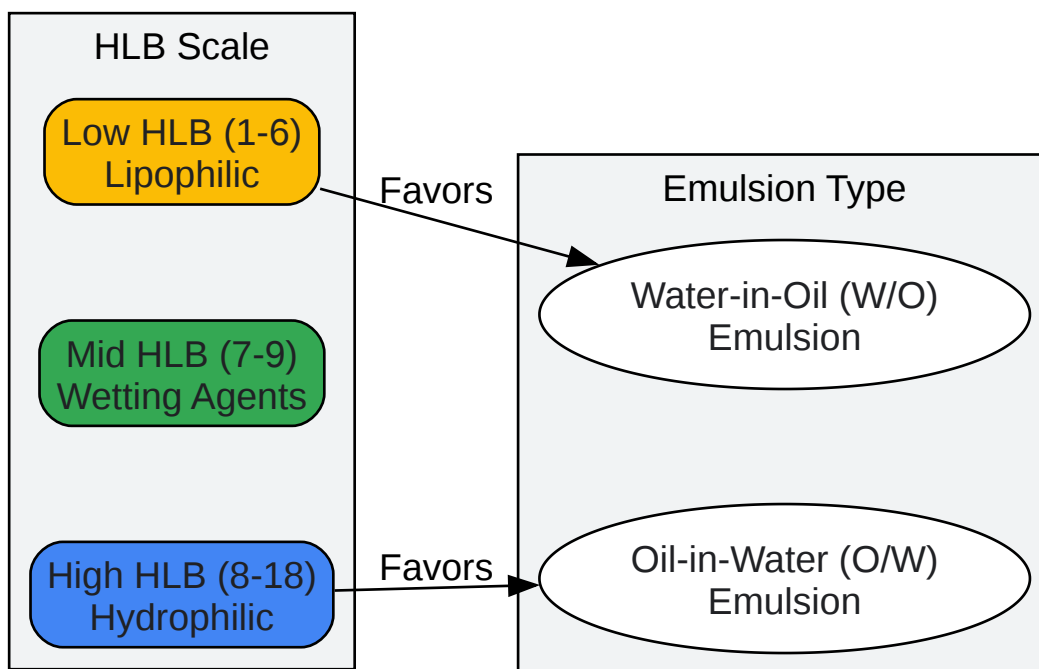 HLB Scale
Low HLB (1-6)
Lipophilic
Mid HLB (7-9)
Wetting Agents
High HLB (8-18)
Hydrophilic
Favors
Favors
Emulsion Type
Water-in-Oil (W/O)
Emulsion
Oil-in-Water (O/W)
Emulsion